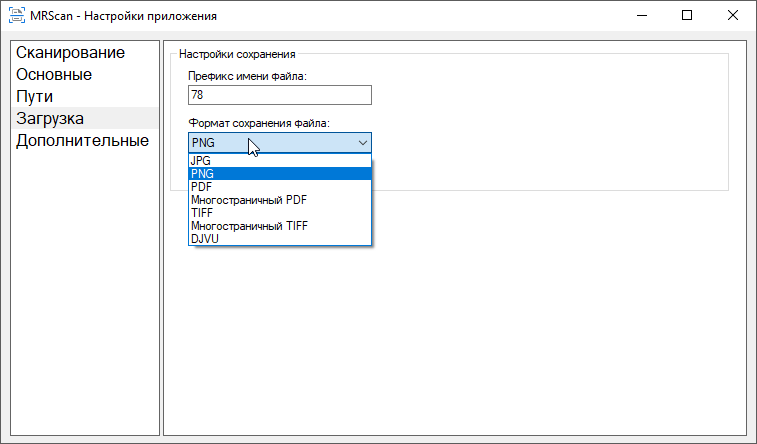 MRScan - Настройки приложения
Сканирование
Основные
Пути
Загрузка
Дополнительные
Настройки сохранения
Префикс имени файла:
78
Формат сохранения файла:
PNG
JPG
PNG
PDF
Многостраничный PDF
TIFF
Многостраничный TIFF
DJVU